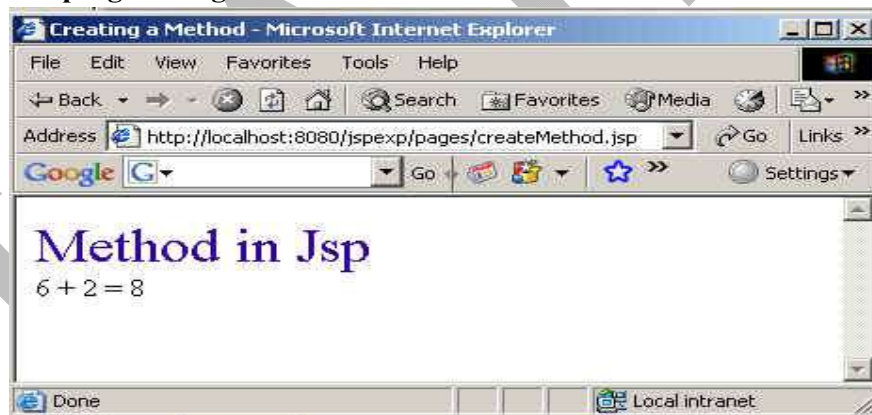 Creating a Method - Microsoft Internet Explorer
File Edit View Favorites Tools Help
Back Search Favorites Media »
Address http://localhost:8080/jspexp/pages/createMethod.jsp Go Links »
Google G Go » Settings
Method in Jsp
6 + 2 = 8
Done Local intranet